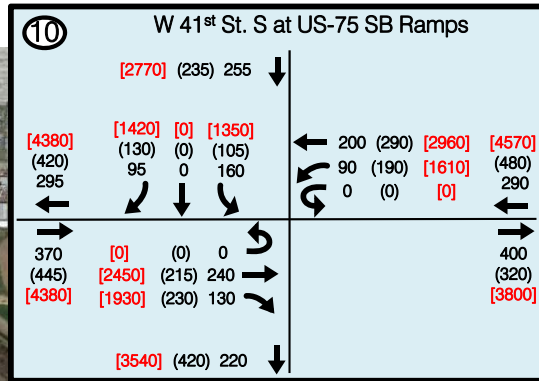 10
W 41st St. S at US-75 SB Ramps
[2770] (235) 255
[1420] [0] [1350]
(130) (0) (105)
95 0 160
[4380]
(420)
295
200 (290) [2960]
90 (190) [1610]
0 (0) [0]
[4570]
(480)
290
370
(445)
[4380]
[0] (0) 0
[2450] (215) 240
[1930] (230) 130
400
(320)
[3800]
[3540] (420) 220